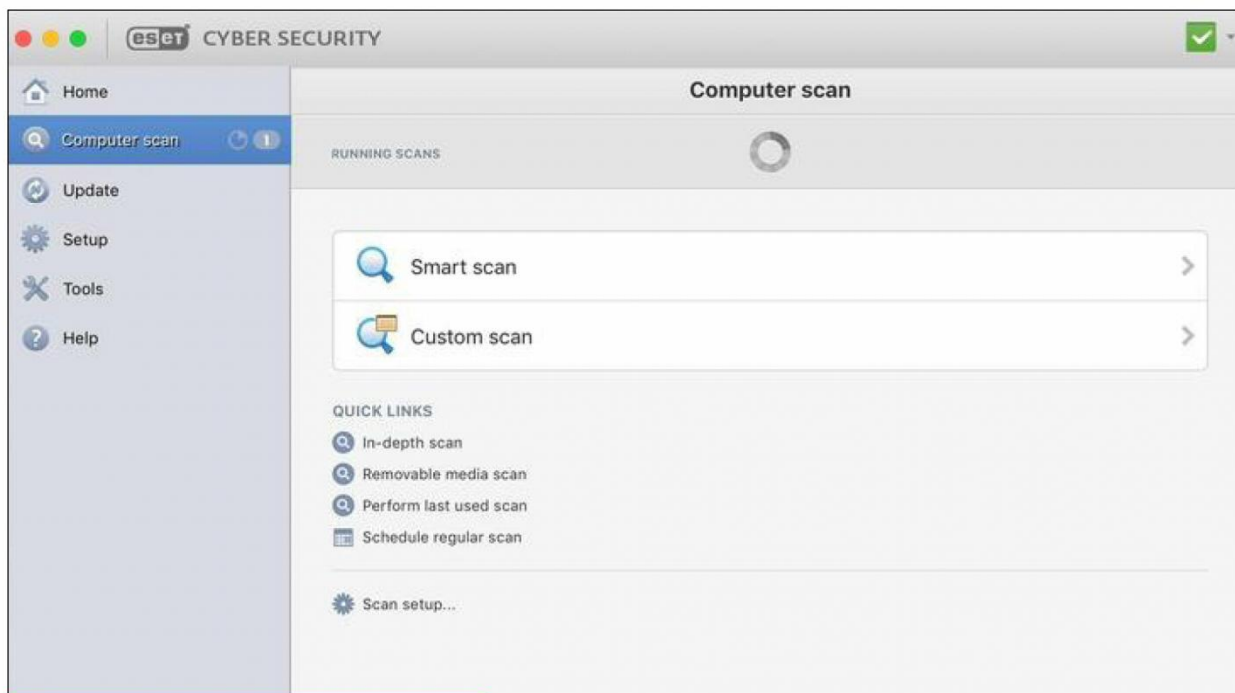 eset CYBER SECURITY
Home
Computer scan 1
Update
Setup
Tools
Help
Computer scan
RUNNING SCANS
Smart scan
Custom scan
QUICK LINKS
In-depth scan
Removable media scan
Perform last used scan
Schedule regular scan
Scan setup...